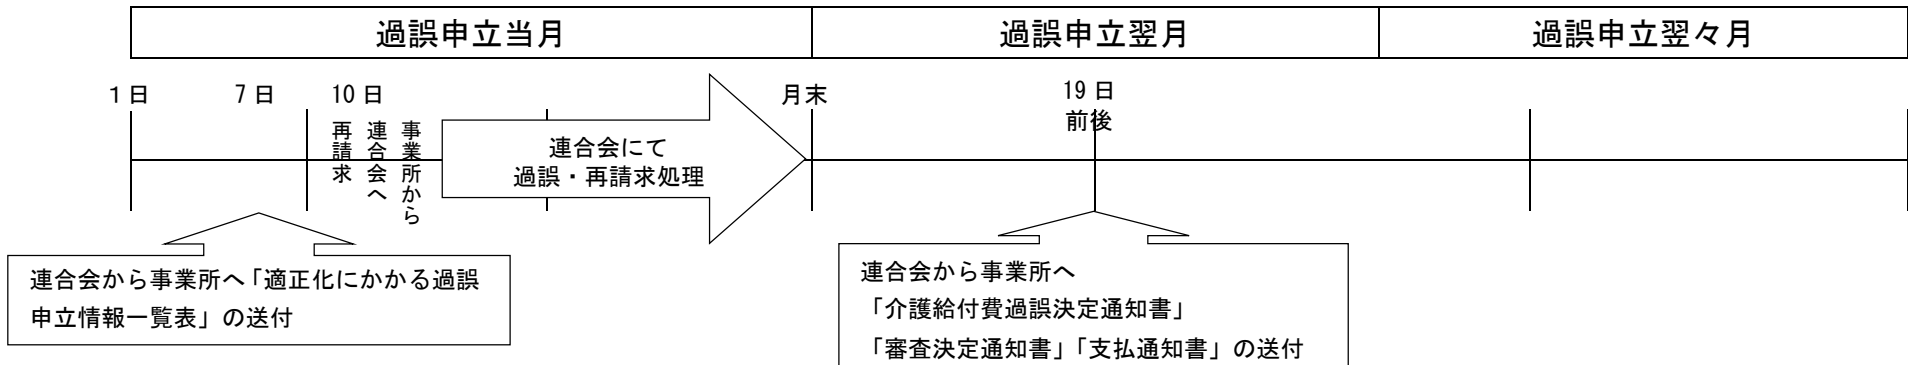 過誤申立当月
過誤申立翌月
過誤申立翌々月
1日
7日
10日
月末
19日
前後
事業所から
連合会へ
再請求
連合会にて
過誤・再請求処理
連合会から事業所へ「適正化にかかる過誤
申立情報一覧表」の送付
連合会から事業所へ
「介護給付費過誤決定通知書」
「審査決定通知書」「支払通知書」の送付